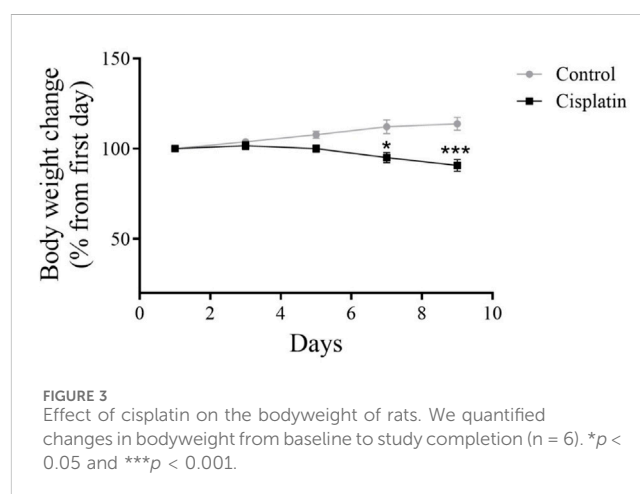 150
100
50
Body weight change
(% from first day)
Control
Cisplatin
*
***
0
2
4
6
8
10
Days
FIGURE 3
Effect of cisplatin on the bodyweight of rats. We quantified
changes in bodyweight from baseline to study completion (n = 6). *p <
0.05 and ***p < 0.001.